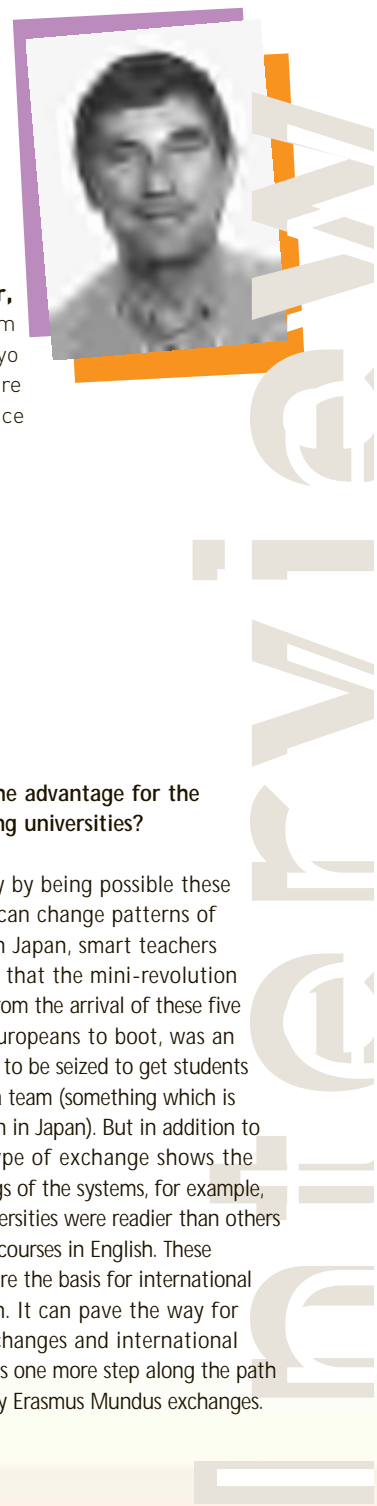 r,
m
yo
re
ce
ne advantage for the
ng universities?
y by being possible these
can change patterns of
n Japan, smart teachers
that the mini-revolution
rom the arrival of these five
uropeans to boot, was an
to be seized to get students
a team (something which is
n in Japan). But in addition to
ype of exchange shows the
gs of the systems, for example,
ersities were readier than others
courses in English. These
re the basis for international
n. It can pave the way for
changes and international
s one more step along the path
y Erasmus Mundus exchanges.
Interview